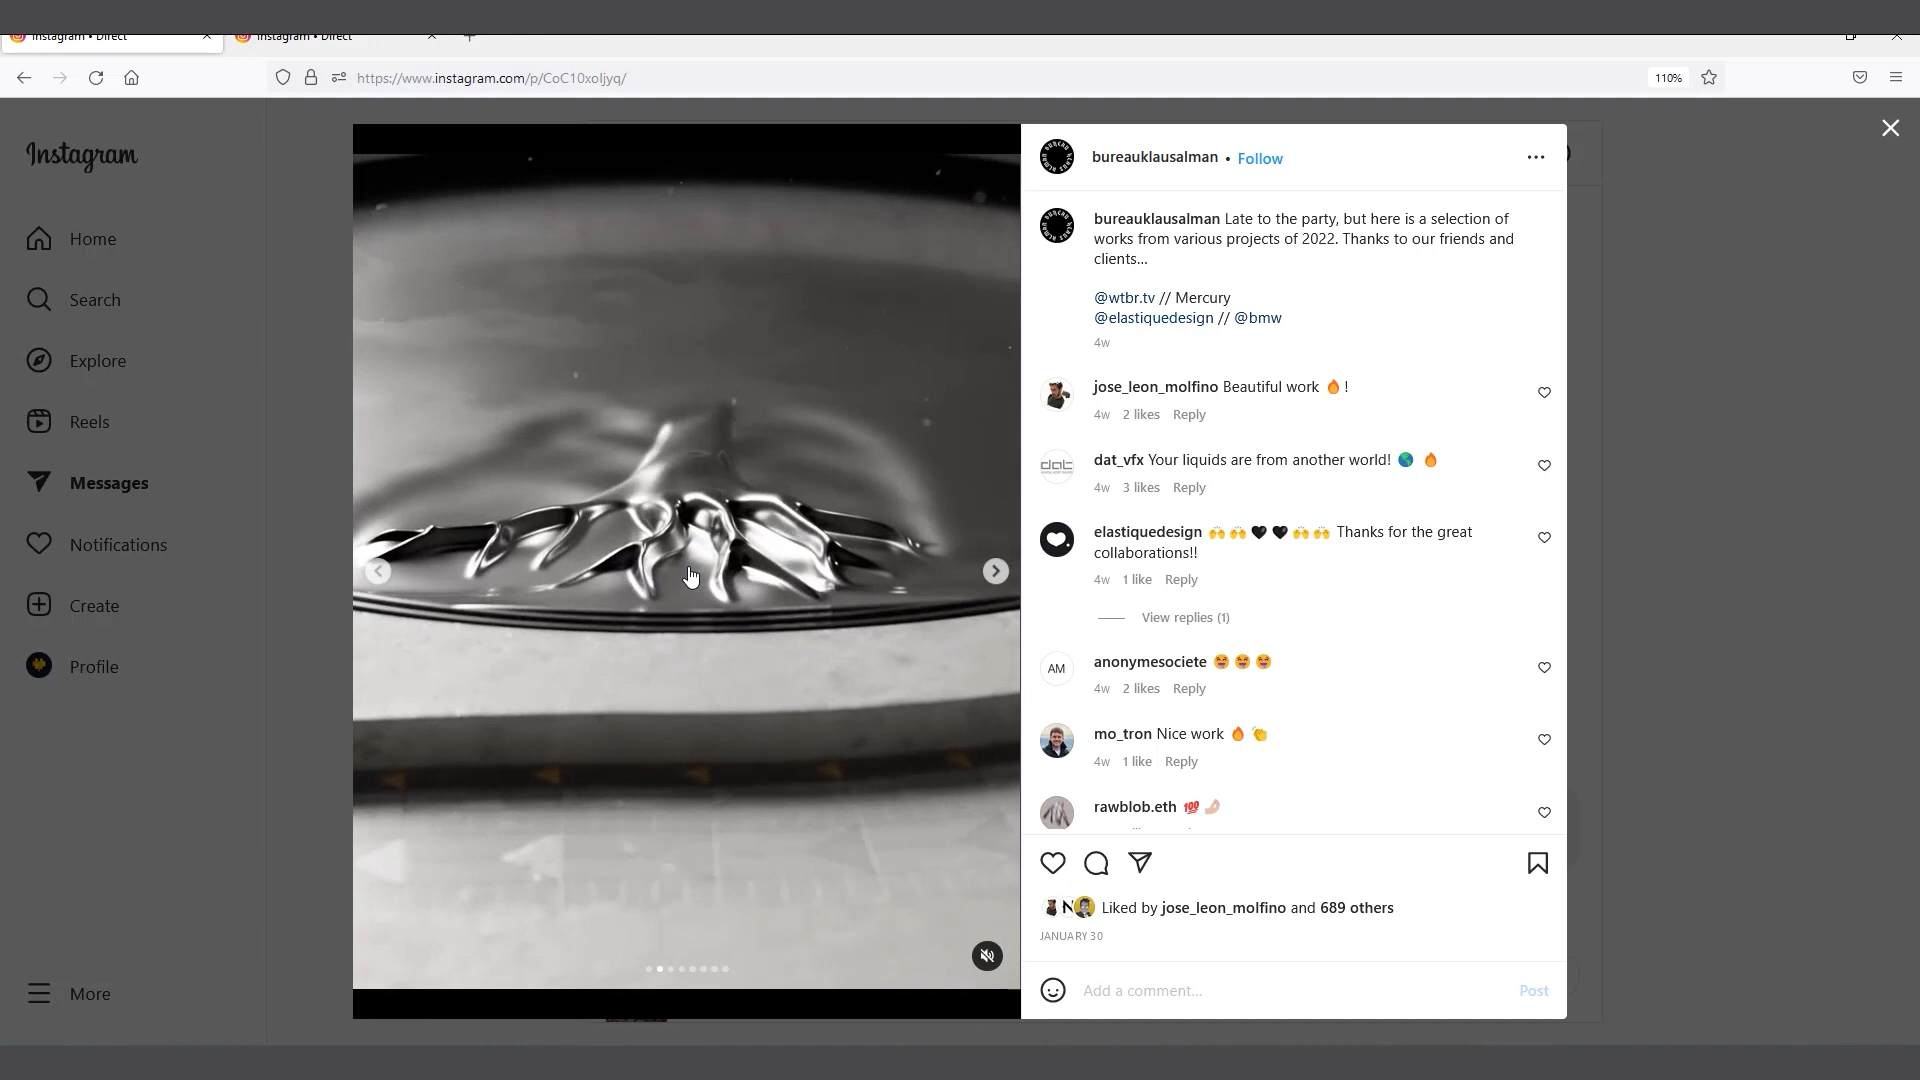 Instagram • Direct
Instagram • Direct
https://www.instagram.com/p/CoC10xoIjyq/
110%
Instagram
Home
Search
Explore
Reels
Messages
Notifications
Create
Profile
More
bureauklausalman • Follow
bureauklausalman Late to the party, but here is a selection of
works from various projects of 2022. Thanks to our friends and
clients...
@wtbr.tv // Mercury
@elastiquedesign // @bmw
4w
jose_leon_molfino Beautiful work 🔥 !
4w 2 likes Reply
dat
dat_vfx Your liquids are from another world! 🌎 🔥
4w 3 likes Reply
elastiquedesign 🙌 🙌 🖤 🖤 🙌 🙌 Thanks for the great
collaborations!!
4w 1 like Reply
View replies (1)
AM
anonymesociete 😆 😆 😆
4w 2 likes Reply
mo_tron Nice work 🔥 👏
4w 1 like Reply
rawblob.eth 💯 🤌🏻
Liked by jose_leon_molfino and 689 others
JANUARY 30
Add a comment...
Post